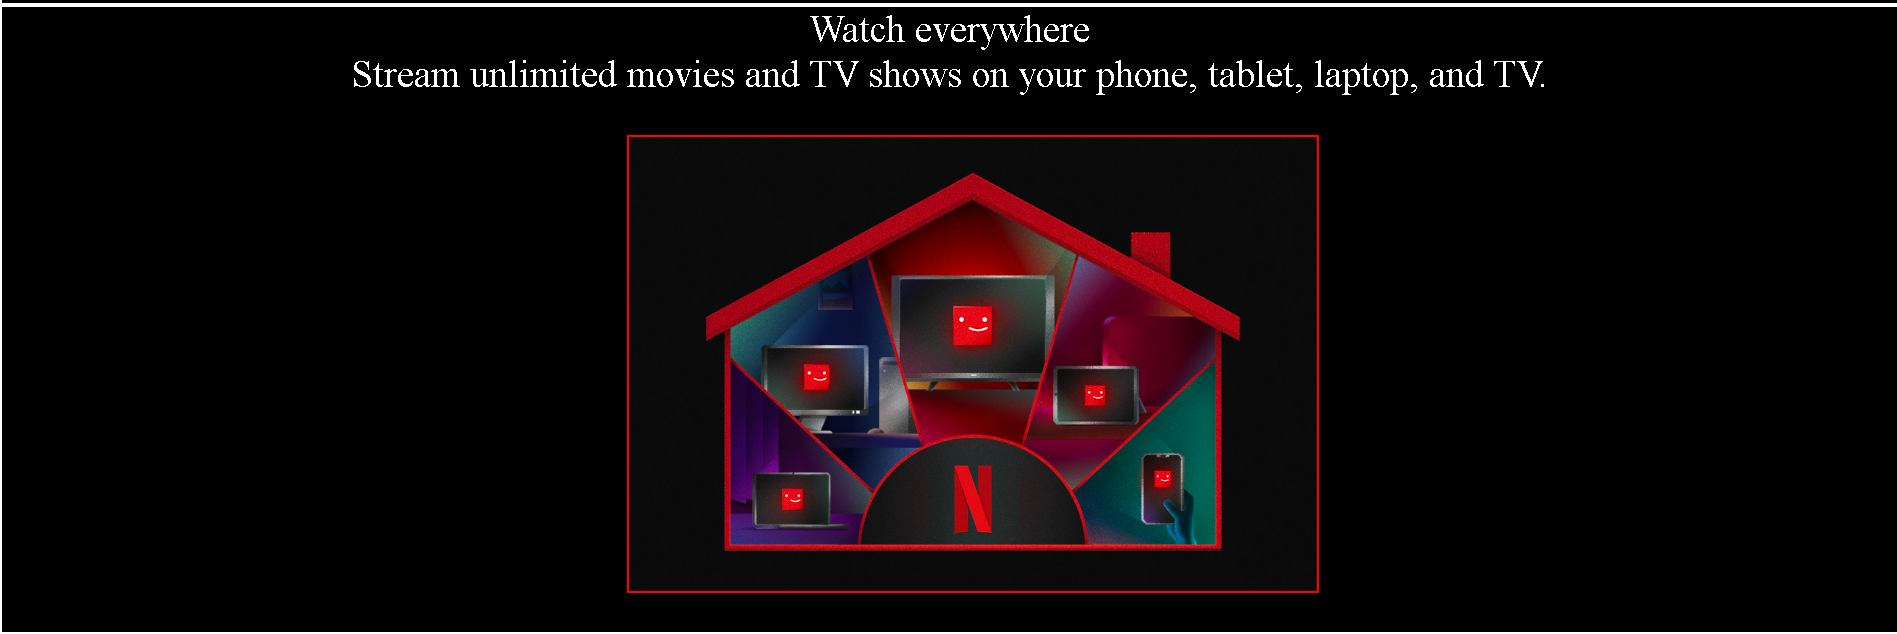 Watch everywhere
Stream unlimited movies and TV shows on your phone, tablet, laptop, and TV.
N